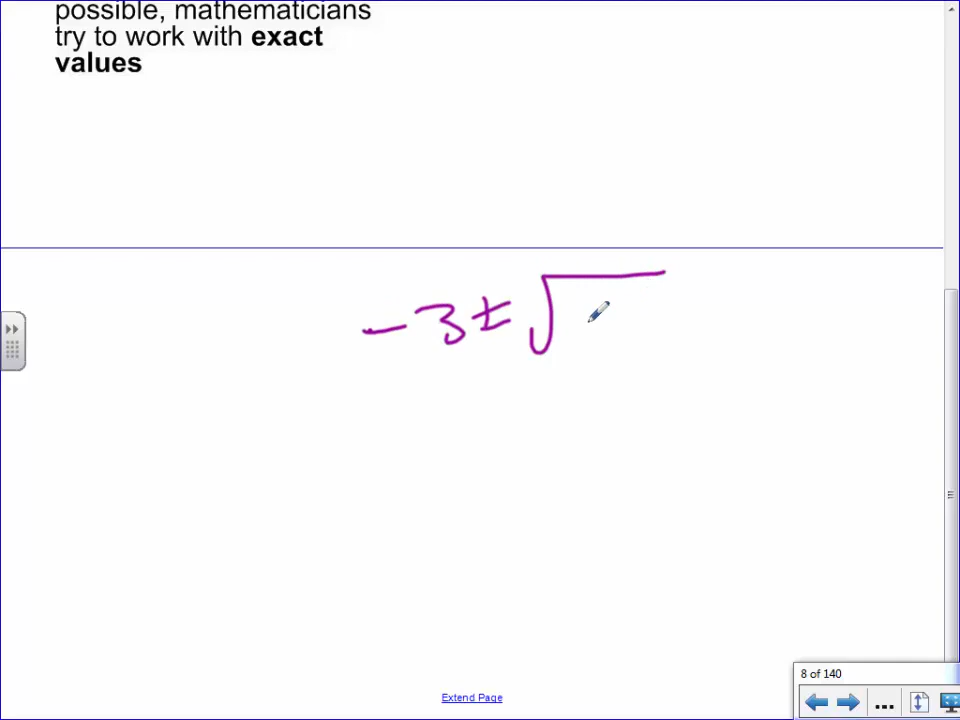 possible, mathematicians
try to work with exact
values
-3 ± √
Extend Page
8 of 140
...